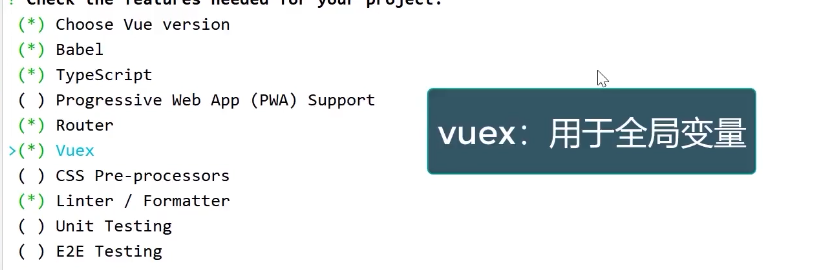 ? Check the features needed for your project:
(*) Choose Vue version
(*) Babel
(*) TypeScript
( ) Progressive Web App (PWA) Support
(*) Router
>(*) Vuex
( ) CSS Pre-processors
(*) Linter / Formatter
( ) Unit Testing
( ) E2E Testing
vuex：用于全局变量